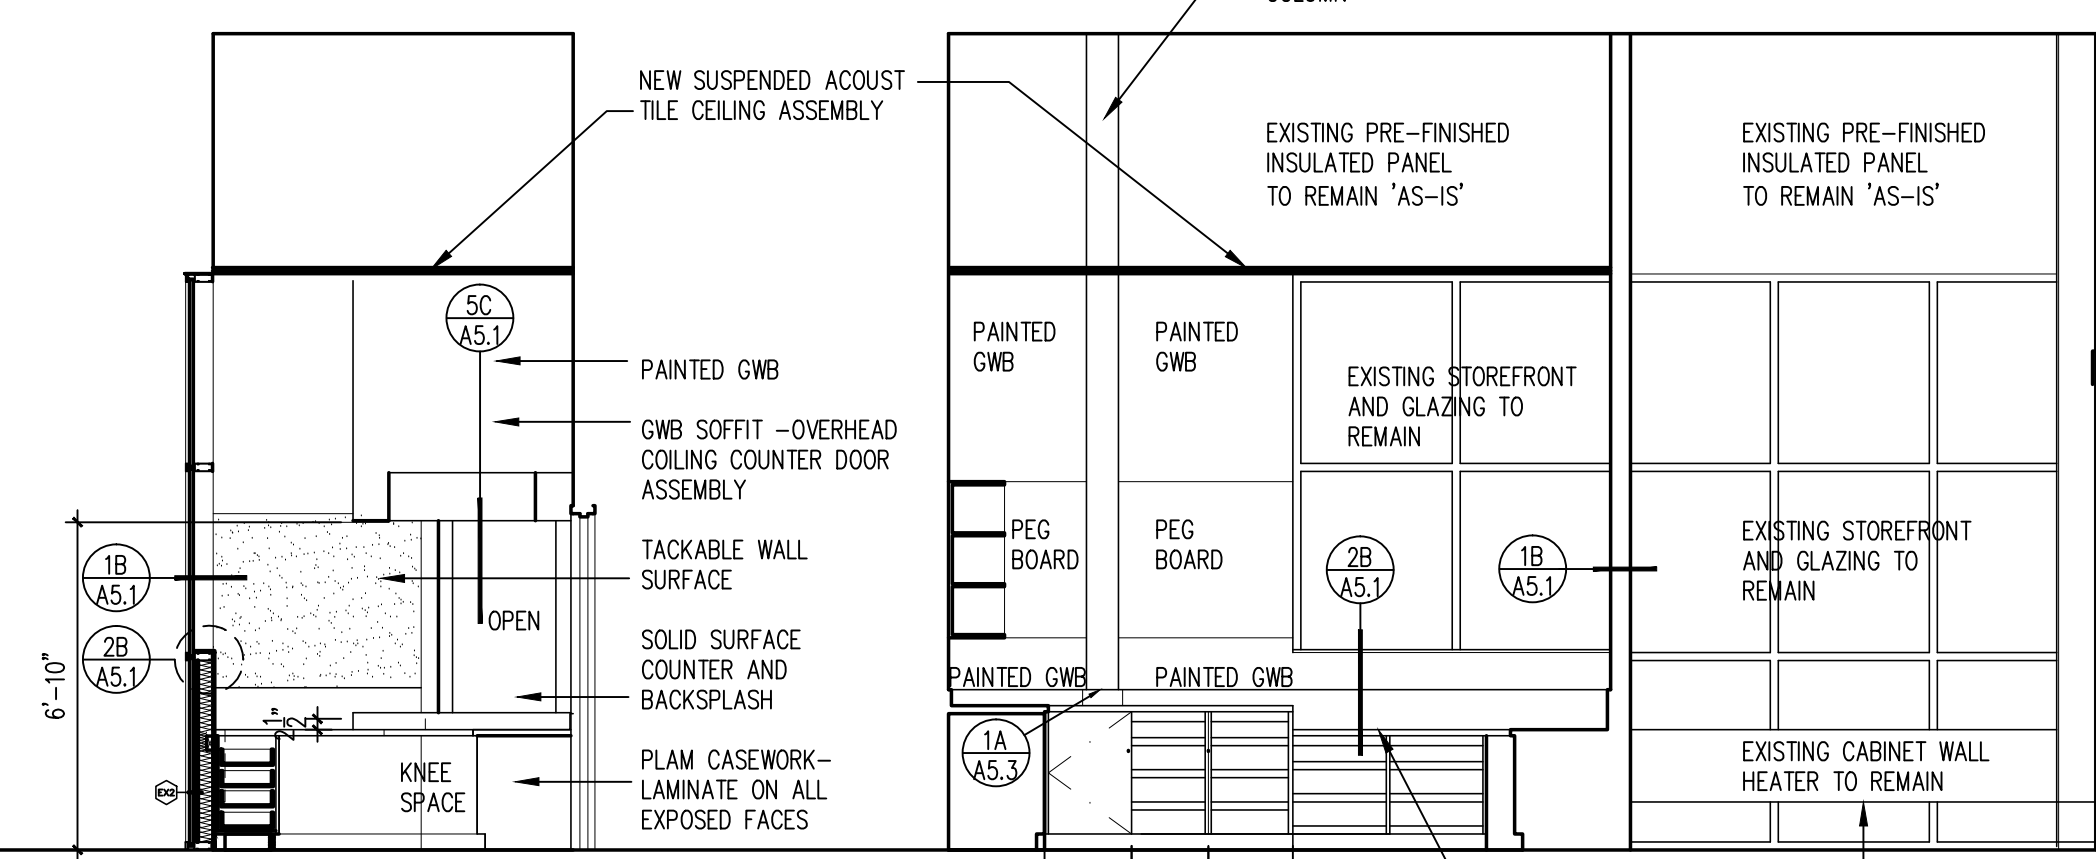 COLUMN
NEW SUSPENDED ACOUST
TILE CEILING ASSEMBLY
EXISTING PRE-FINISHED
INSULATED PANEL
TO REMAIN 'AS-IS'
EXISTING PRE-FINISHED
INSULATED PANEL
TO REMAIN 'AS-IS'
5C
A5.1
PAINTED GWB
GWB SOFFIT -OVERHEAD
COILING COUNTER DOOR
ASSEMBLY
TACKABLE WALL
SURFACE
SOLID SURFACE
COUNTER AND
BACKSPLASH
PLAM CASEWORK-
LAMINATE ON ALL
EXPOSED FACES
1B
A5.1
2B
A5.1
6'-10"
2 1/2"
OPEN
KNEE
SPACE
EX2
PAINTED
GWB
PAINTED
GWB
EXISTING STOREFRONT
AND GLAZING TO
REMAIN
PEG
BOARD
PEG
BOARD
2B
A5.1
1B
A5.1
EXISTING STOREFRONT
AND GLAZING TO
REMAIN
PAINTED GWB
PAINTED GWB
1A
A5.3
EXISTING CABINET WALL
HEATER TO REMAIN